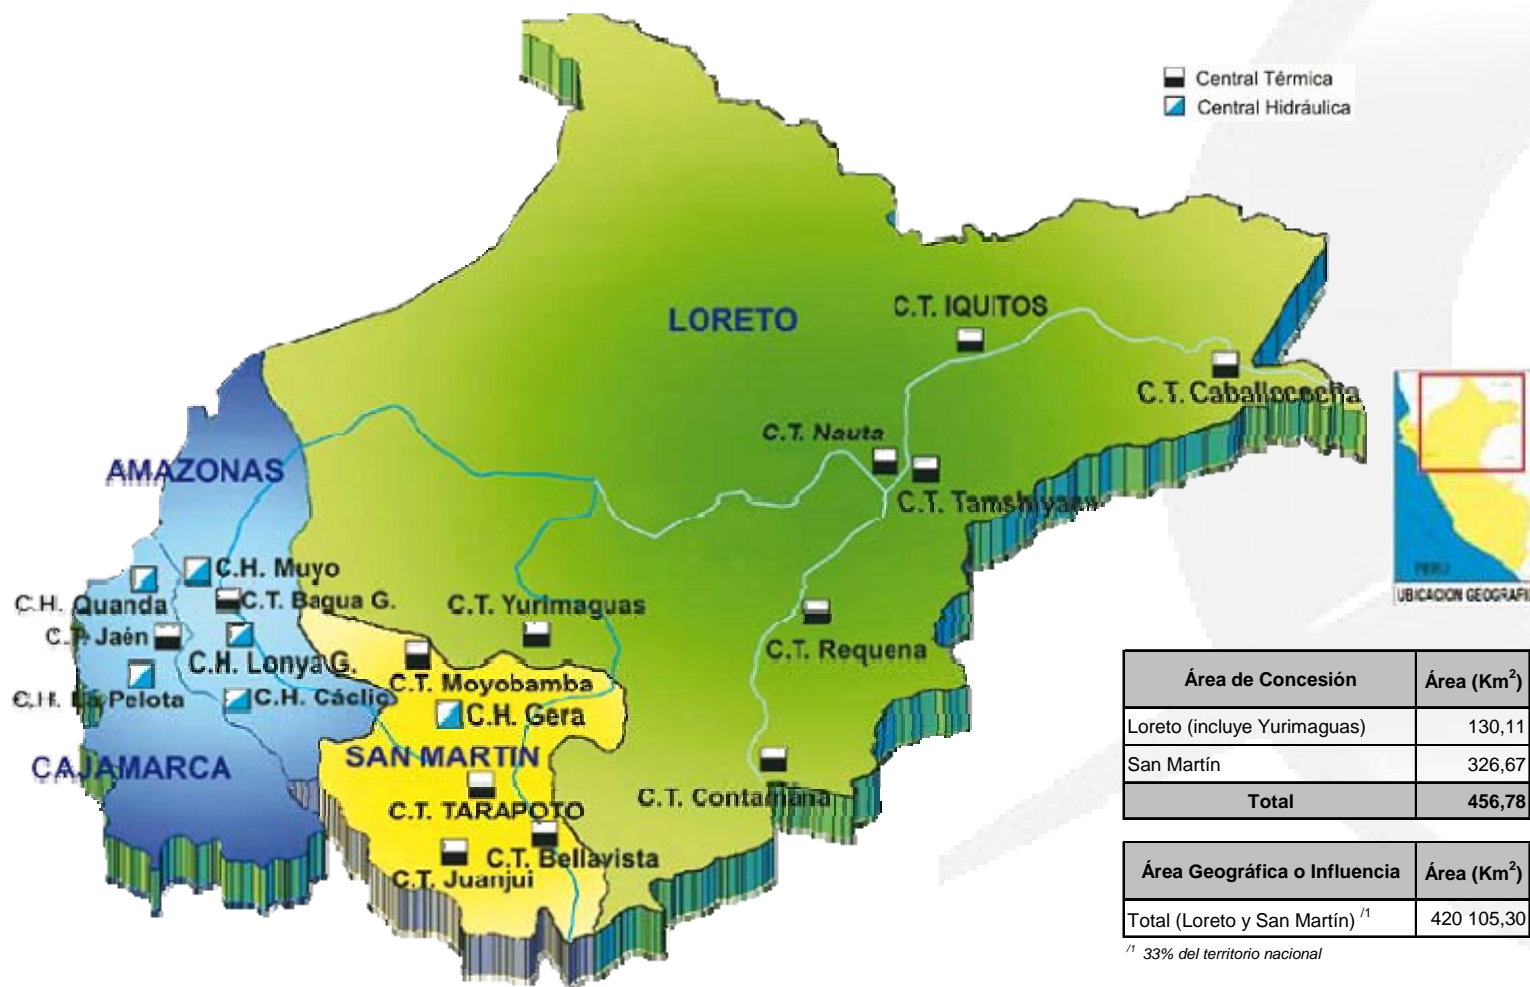 Central Térmica
Central Hidráulica
LORETO
C.T. IQUITOS
C.T. Caballococha
C.T. Nauta
C.T. Tamshiyacu
AMAZONAS
C.H. Muyo
C.H. Quanda
C.T. Bagua G.
C.T. Jaén
C.H. Lonya G.
C.H. La Pelota
C.H. Cáclic
CAJAMARCA
C.T. Yurimaguas
C.T. Moyobamba
C.H. Gera
SAN MARTIN
C.T. TARAPOTO
C.T. Bellavista
C.T. Juanjui
C.T. Requena
C.T. Contamana
PERU
UBICACION GEOGRAFI
Área de Concesión Área (Km²)
Loreto (incluye Yurimaguas) 130,11
San Martín 326,67
Total 456,78
Área Geográfica o Influencia Área (Km²)
Total (Loreto y San Martín) /1 420 105,30
/1 33% del territorio nacional